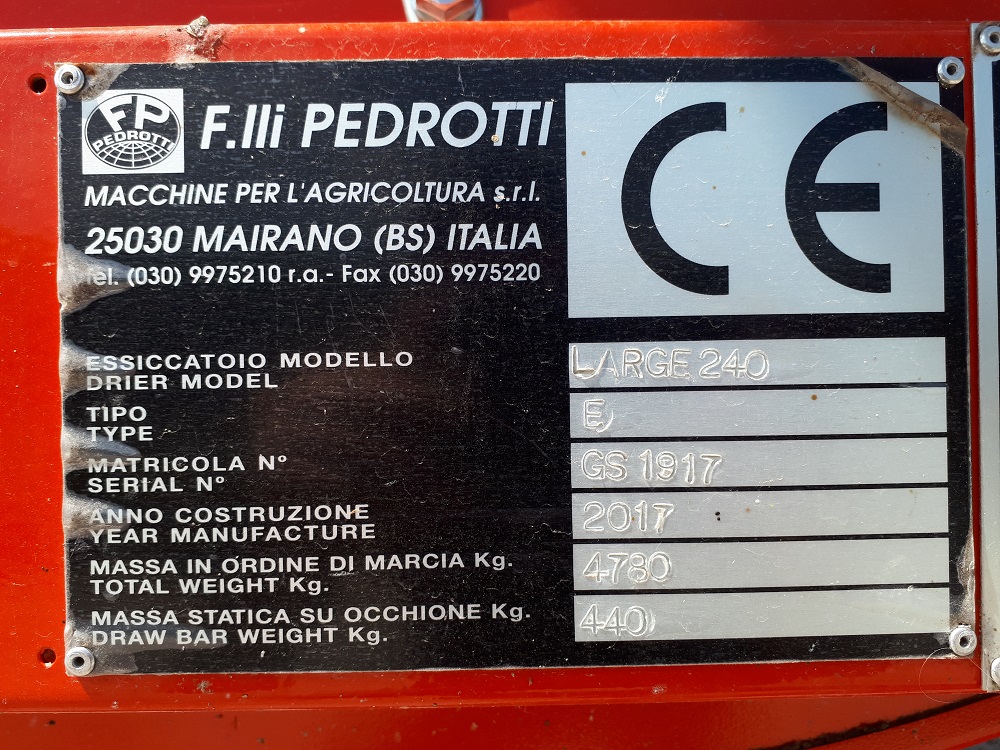 FP
PEDROTTI
F.lli PEDROTTI
MACCHINE PER L'AGRICOLTURA s.r.l.
25030 MAIRANO (BS) ITALIA
Tel. (030) 9975210 r.a.- Fax (030) 9975220
CE
ESSICCATOIO MODELLO
DRIER MODEL
LARGE 240
TIPO
TYPE
E
MATRICOLA N°
SERIAL N°
GS 1917
ANNO COSTRUZIONE
YEAR MANUFACTURE
2017
MASSA IN ORDINE DI MARCIA Kg.
TOTAL WEIGHT Kg.
4780
MASSA STATICA SU OCCHIONE Kg.
DRAW BAR WEIGHT Kg.
440